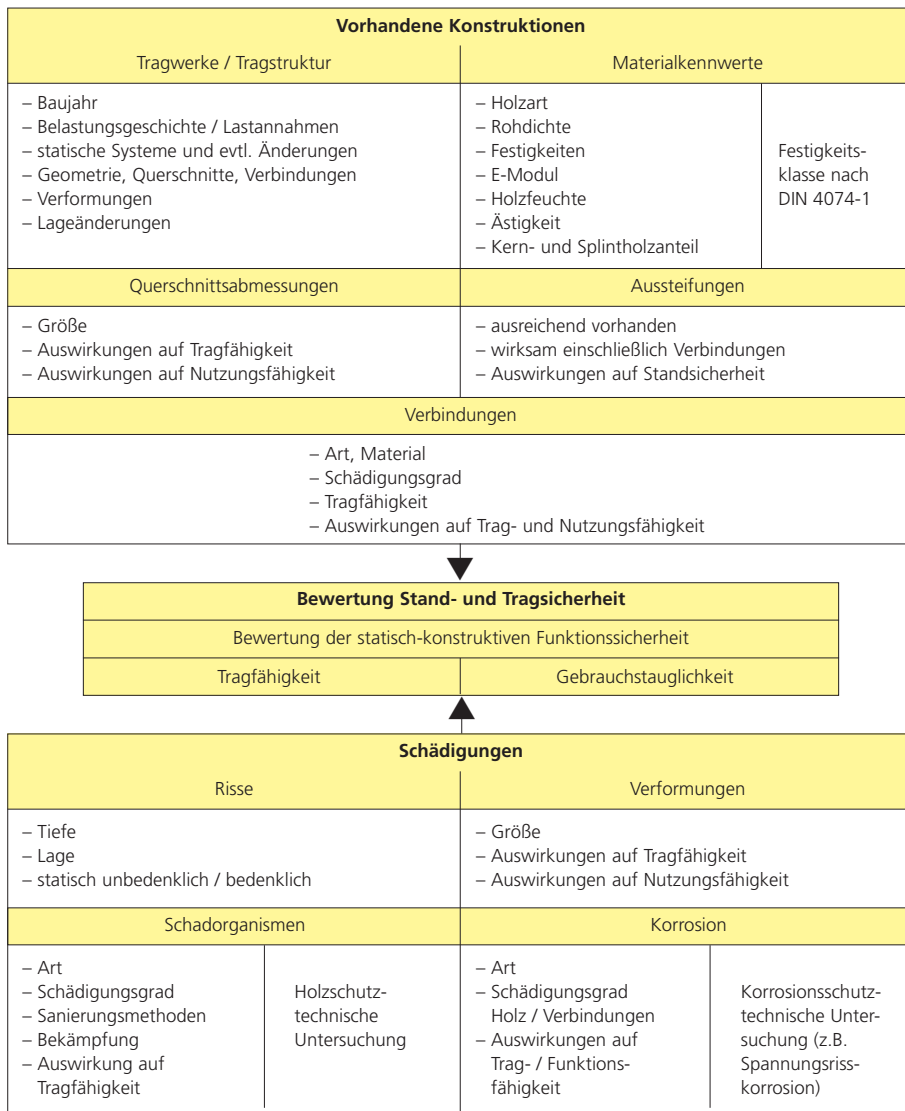 Vorhandene Konstruktionen
Tragwerke / Tragstruktur
– Baujahr
– Belastungsgeschichte / Lastannahmen
– statische Systeme und evtl. Änderungen
– Geometrie, Querschnitte, Verbindungen
– Verformungen
– Lageänderungen
Materialkennwerte
– Holzart
– Rohdichte
– Festigkeiten
– E-Modul
– Holzfeuchte
– Ästigkeit
– Kern- und Splintholzanteil
Festigkeits-
klasse nach
DIN 4074-1
Querschnittsabmessungen
– Größe
– Auswirkungen auf Tragfähigkeit
– Auswirkungen auf Nutzungsfähigkeit
Aussteifungen
– ausreichend vorhanden
– wirksam einschließlich Verbindungen
– Auswirkungen auf Standsicherheit
Verbindungen
– Art, Material
– Schädigungsgrad
– Tragfähigkeit
– Auswirkungen auf Trag- und Nutzungsfähigkeit
Bewertung Stand- und Tragsicherheit
Bewertung der statisch-konstruktiven Funktionssicherheit
Tragfähigkeit
Gebrauchstauglichkeit
Schädigungen
Risse
– Tiefe
– Lage
– statisch unbedenklich / bedenklich
Verformungen
– Größe
– Auswirkungen auf Tragfähigkeit
– Auswirkungen auf Nutzungsfähigkeit
Schadorganismen
– Art
– Schädigungsgrad
– Sanierungsmethoden
– Bekämpfung
– Auswirkung auf
Tragfähigkeit
Holzschutz-
technische
Untersuchung
Korrosion
– Art
– Schädigungsgrad
Holz / Verbindungen
– Auswirkungen auf
Trag- / Funktions-
fähigkeit
Korrosionsschutz-
technische Unter-
suchung (z.B.
Spannungsriss-
korrosion)